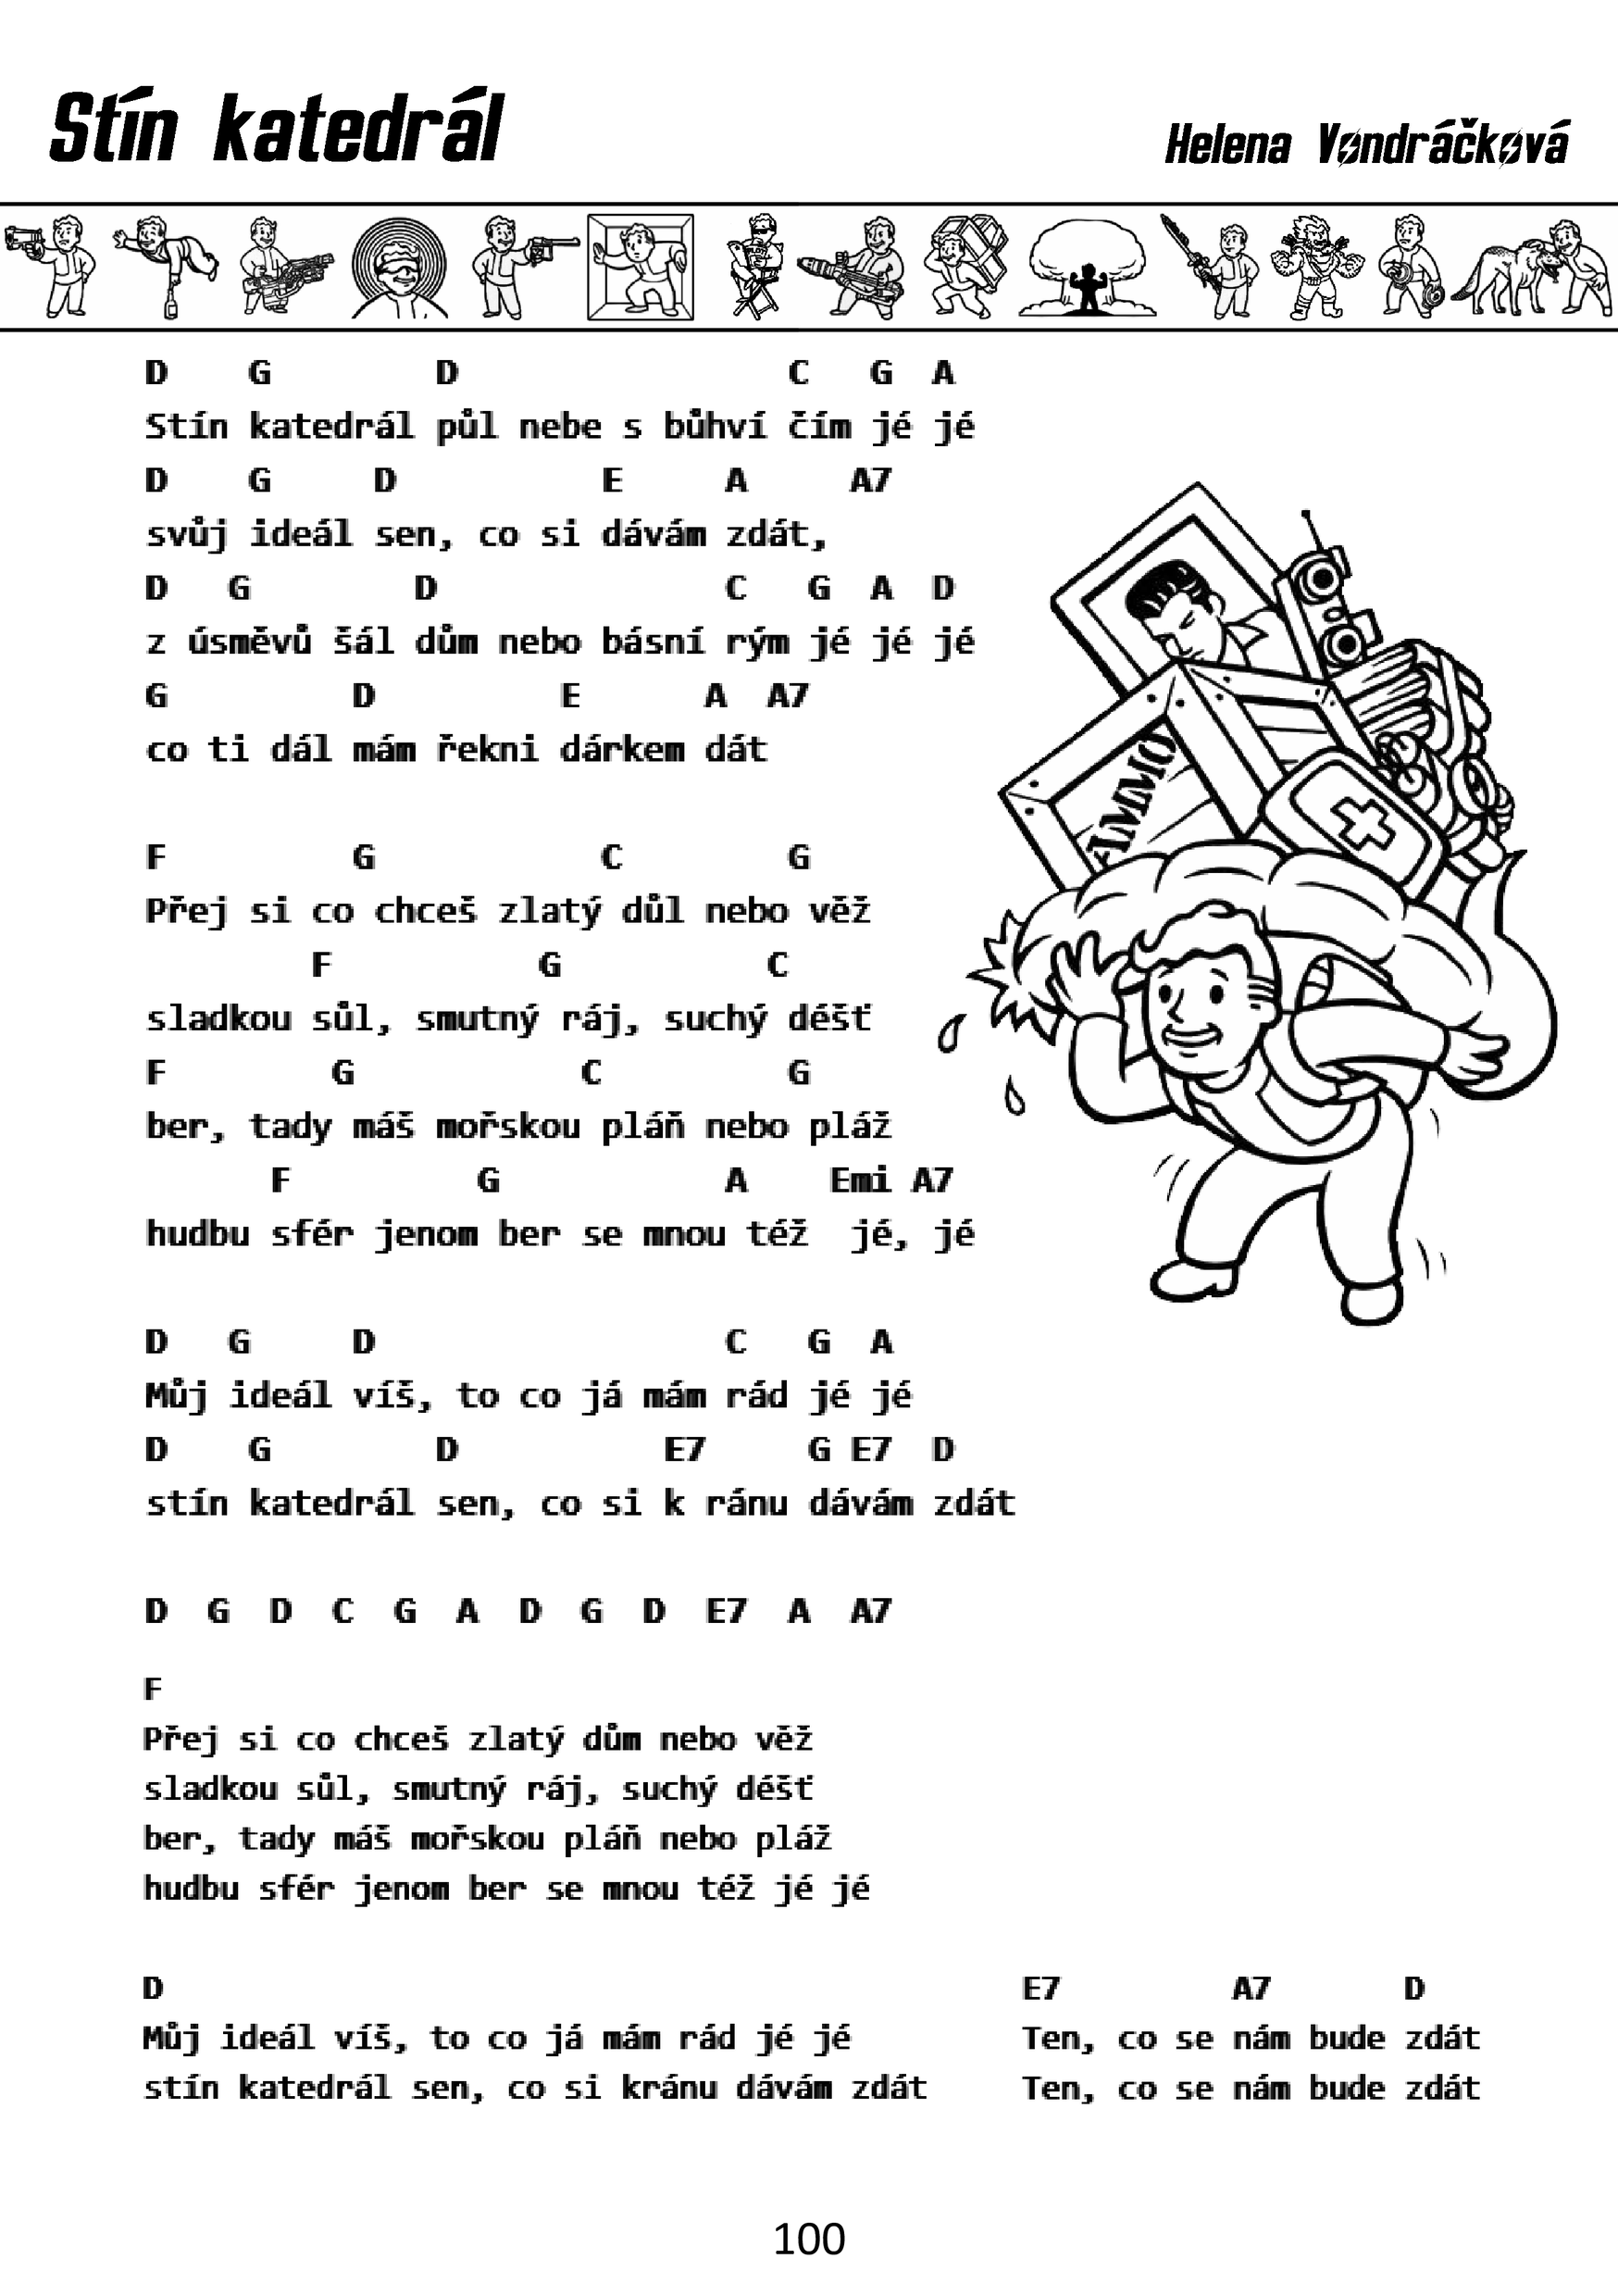 Stín katedrál
Helena Vondráčková
D G D C G A
Stín katedrál půl nebe s bůhví čím jé jé
D G D E A A7
svůj ideál sen, co si dávám zdát,
D G D C G A D
z úsměvů šál dům nebo básní rým jé jé jé
G D E A A7
co ti dál mám řekni dárkem dát
F G C G
Přej si co chceš zlatý důl nebo věž
F G C
sladkou sůl, smutný ráj, suchý déšť
F G C G
ber, tady máš mořskou pláň nebo pláž
F G A Emi A7
hudbu sfér jenom ber se mnou též jé, jé
AMMO
D G D C G A
Můj ideál víš, to co já mám rád jé jé
D G D E7 G E7 D
stín katedrál sen, co si k ránu dávám zdát
D G D C G A D G D E7 A A7
F
Přej si co chceš zlatý dům nebo věž
sladkou sůl, smutný ráj, suchý déšť
ber, tady máš mořskou pláň nebo pláž
hudbu sfér jenom ber se mnou též jé jé
D
Můj ideál víš, to co já mám rád jé jé
stín katedrál sen, co si kránu dávám zdát
E7 A7 D
Ten, co se nám bude zdát
Ten, co se nám bude zdát
100